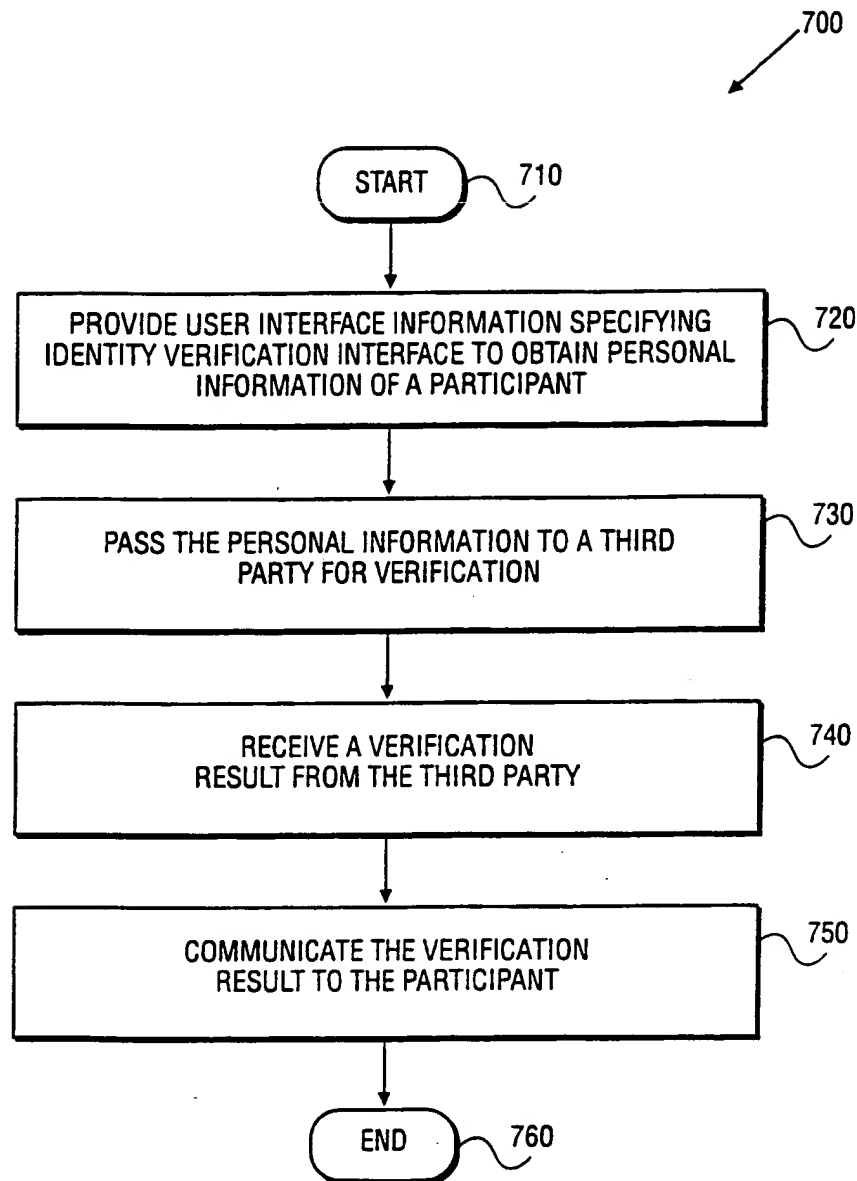 700
START
710
PROVIDE USER INTERFACE INFORMATION SPECIFYING
IDENTITY VERIFICATION INTERFACE TO OBTAIN PERSONAL
INFORMATION OF A PARTICIPANT
720
PASS THE PERSONAL INFORMATION TO A THIRD
PARTY FOR VERIFICATION
730
RECEIVE A VERIFICATION
RESULT FROM THE THIRD PARTY
740
COMMUNICATE THE VERIFICATION
RESULT TO THE PARTICIPANT
750
END
760